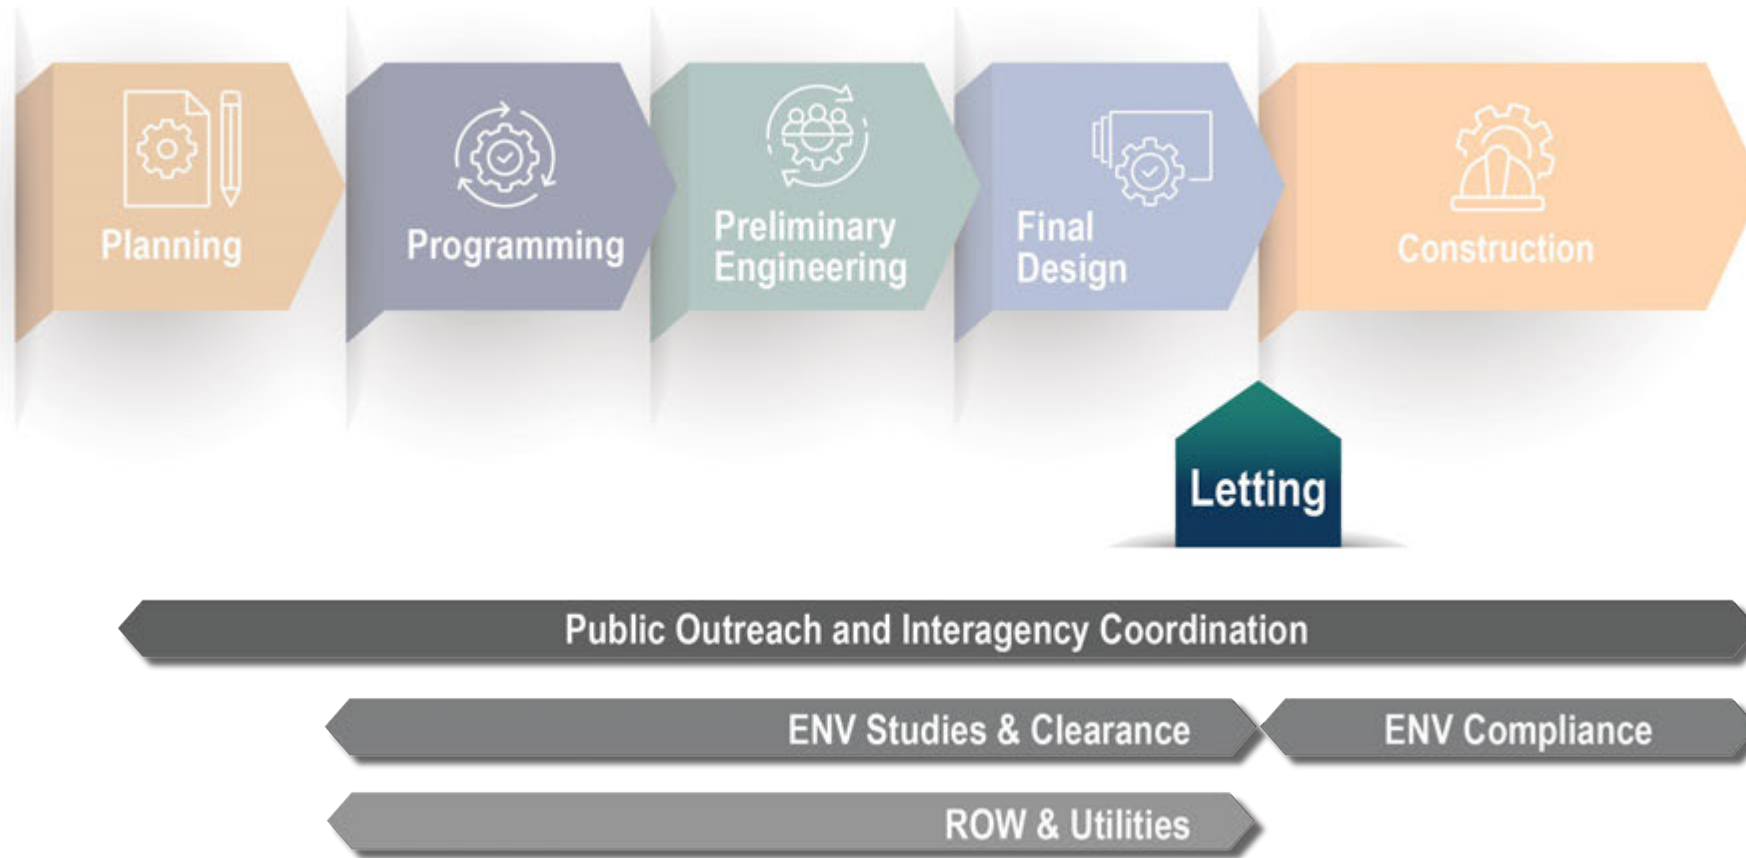 Planning
Programming
Preliminary
Engineering
Final
Design
Construction
Letting
Public Outreach and Interagency Coordination
ENV Studies & Clearance
ENV Compliance
ROW & Utilities